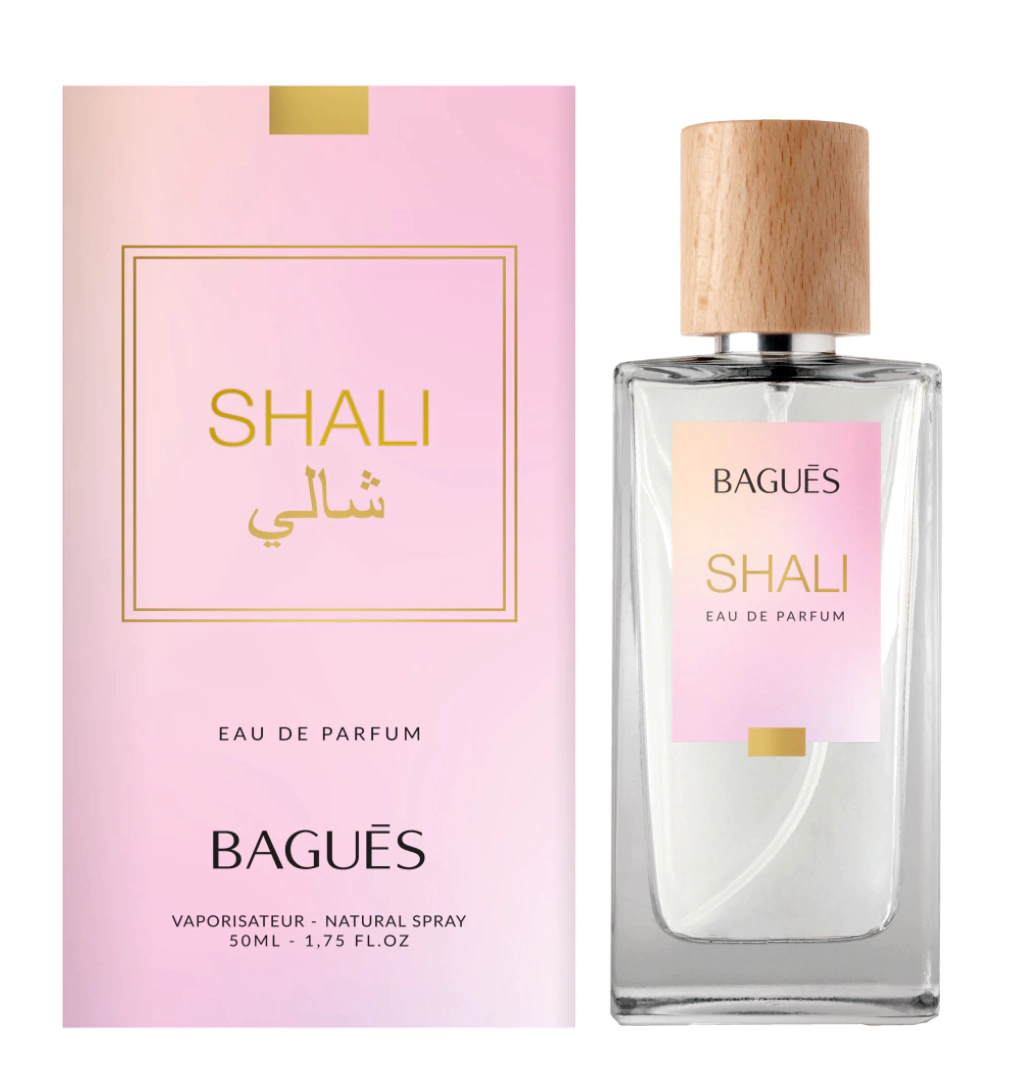 SHALI
شالي
EAU DE PARFUM
BAGUĒS
VAPORISATEUR - NATURAL SPRAY
50ML - 1,75 FL.OZ
BAGUĒS
SHALI
EAU DE PARFUM